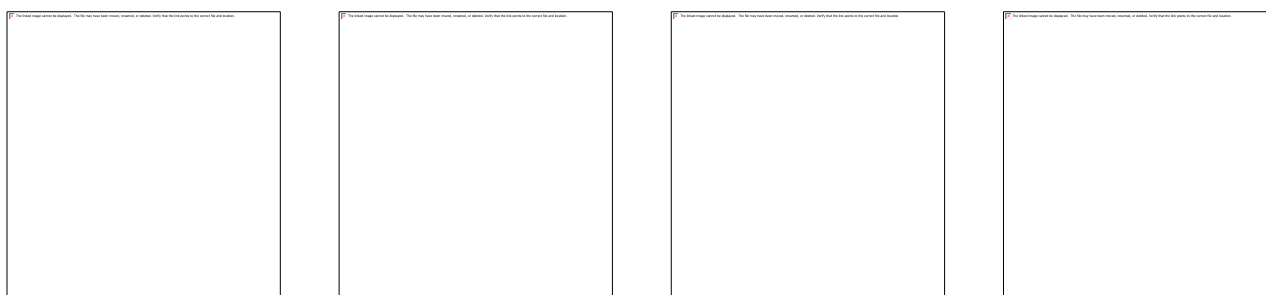 The linked image cannot be displayed. The file may have been moved, renamed, or deleted. Verify that the link points to the correct file and location.
The linked image cannot be displayed. The file may have been moved, renamed, or deleted. Verify that the link points to the correct file and location.
The linked image cannot be displayed. The file may have been moved, renamed, or deleted. Verify that the link points to the correct file and location.
The linked image cannot be displayed. The file may have been moved, renamed, or deleted. Verify that the link points to the correct file and location.